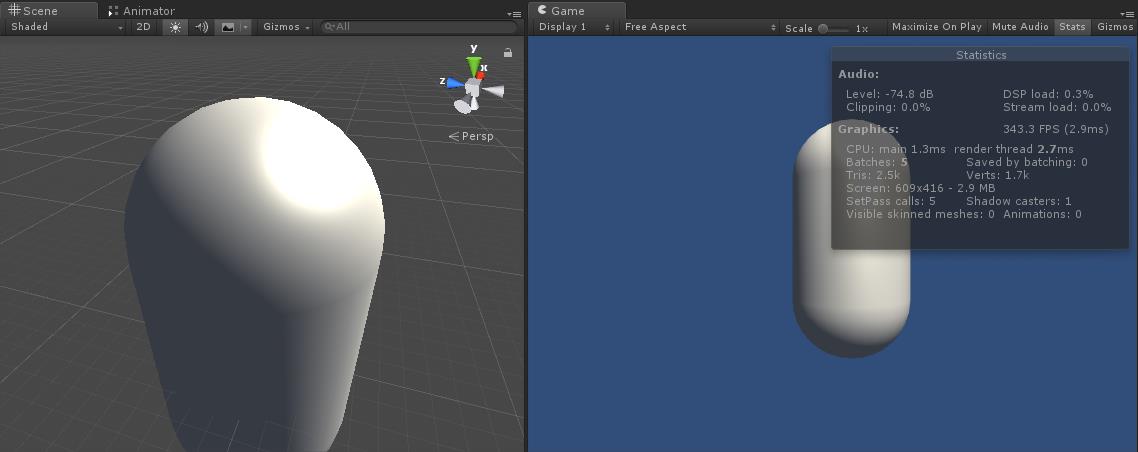 Scene Animator
Shaded 2D Gizmos All
y
x
z
Persp
Game
Display 1 Free Aspect Scale 1x Maximize On Play Mute Audio Stats Gizmos
Statistics
Audio:
Level: -74.8 dB DSP load: 0.3%
Clipping: 0.0% Stream load: 0.0%
Graphics: 343.3 FPS (2.9ms)
CPU: main 1.3ms render thread 2.7ms
Batches: 5 Saved by batching: 0
Tris: 2.5k Verts: 1.7k
Screen: 609x416 - 2.9 MB
SetPass calls: 5 Shadow casters: 1
Visible skinned meshes: 0 Animations: 0